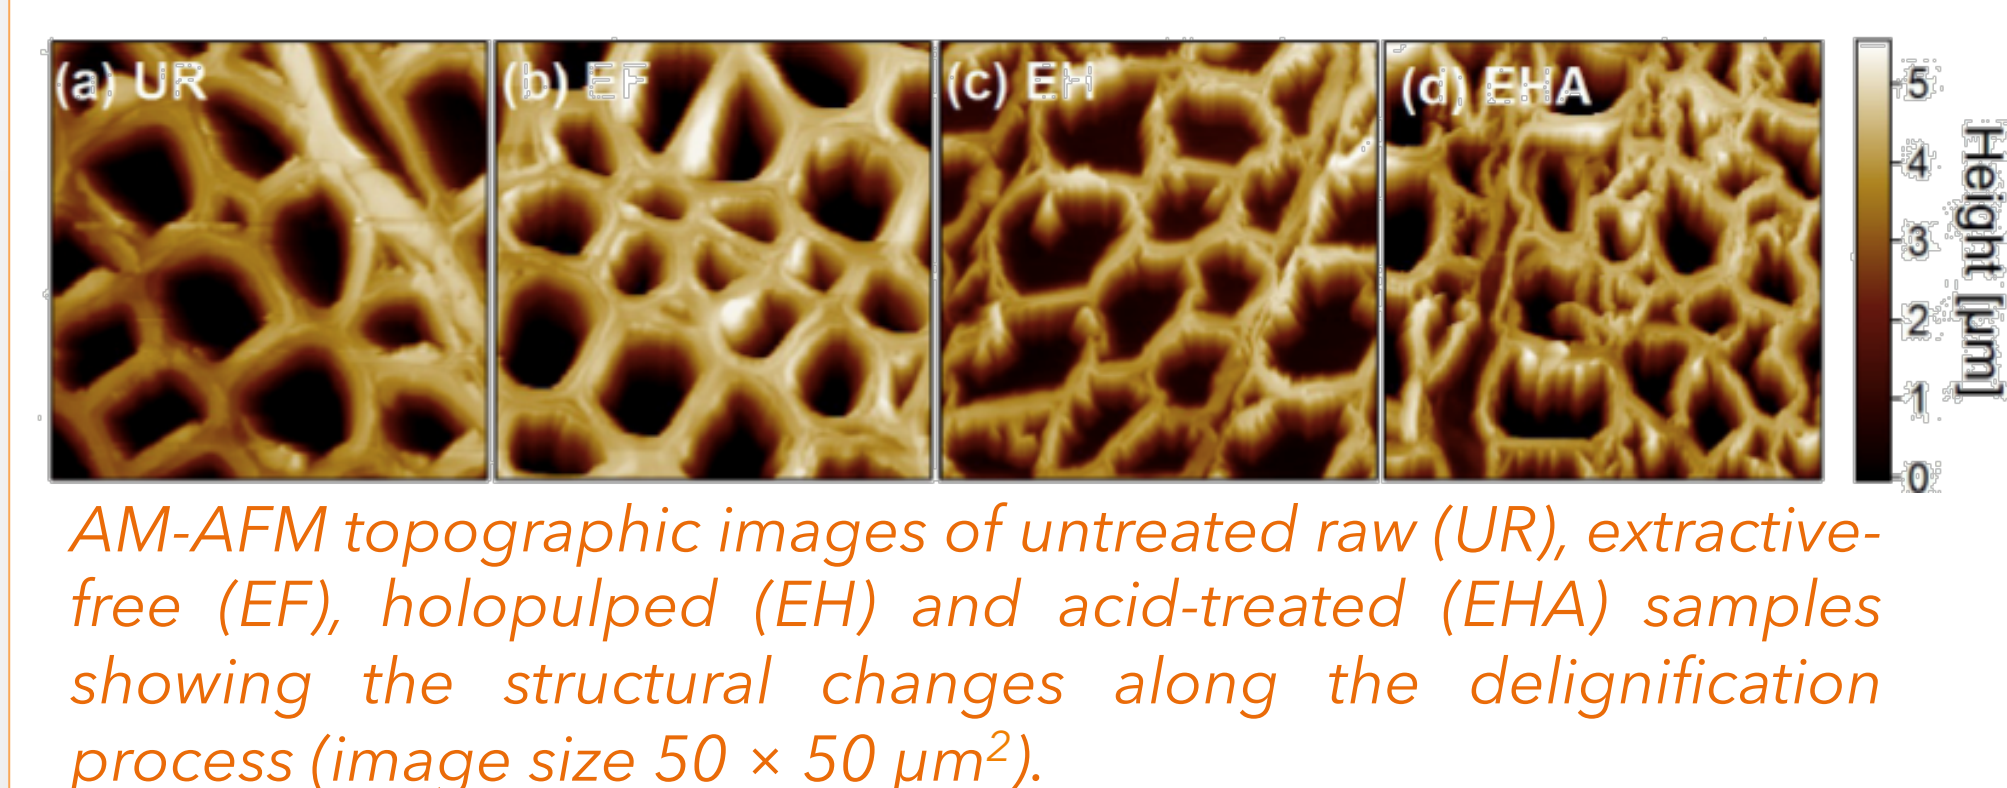 (a) UR (b) EF (c) EH (d) EHA
5
4
3
2
1
0
Height [µm]
AM-AFM topographic images of untreated raw (UR), extractive-
free (EF), holopulped (EH) and acid-treated (EHA) samples
showing the structural changes along the delignification
process (image size 50 × 50 µm²).